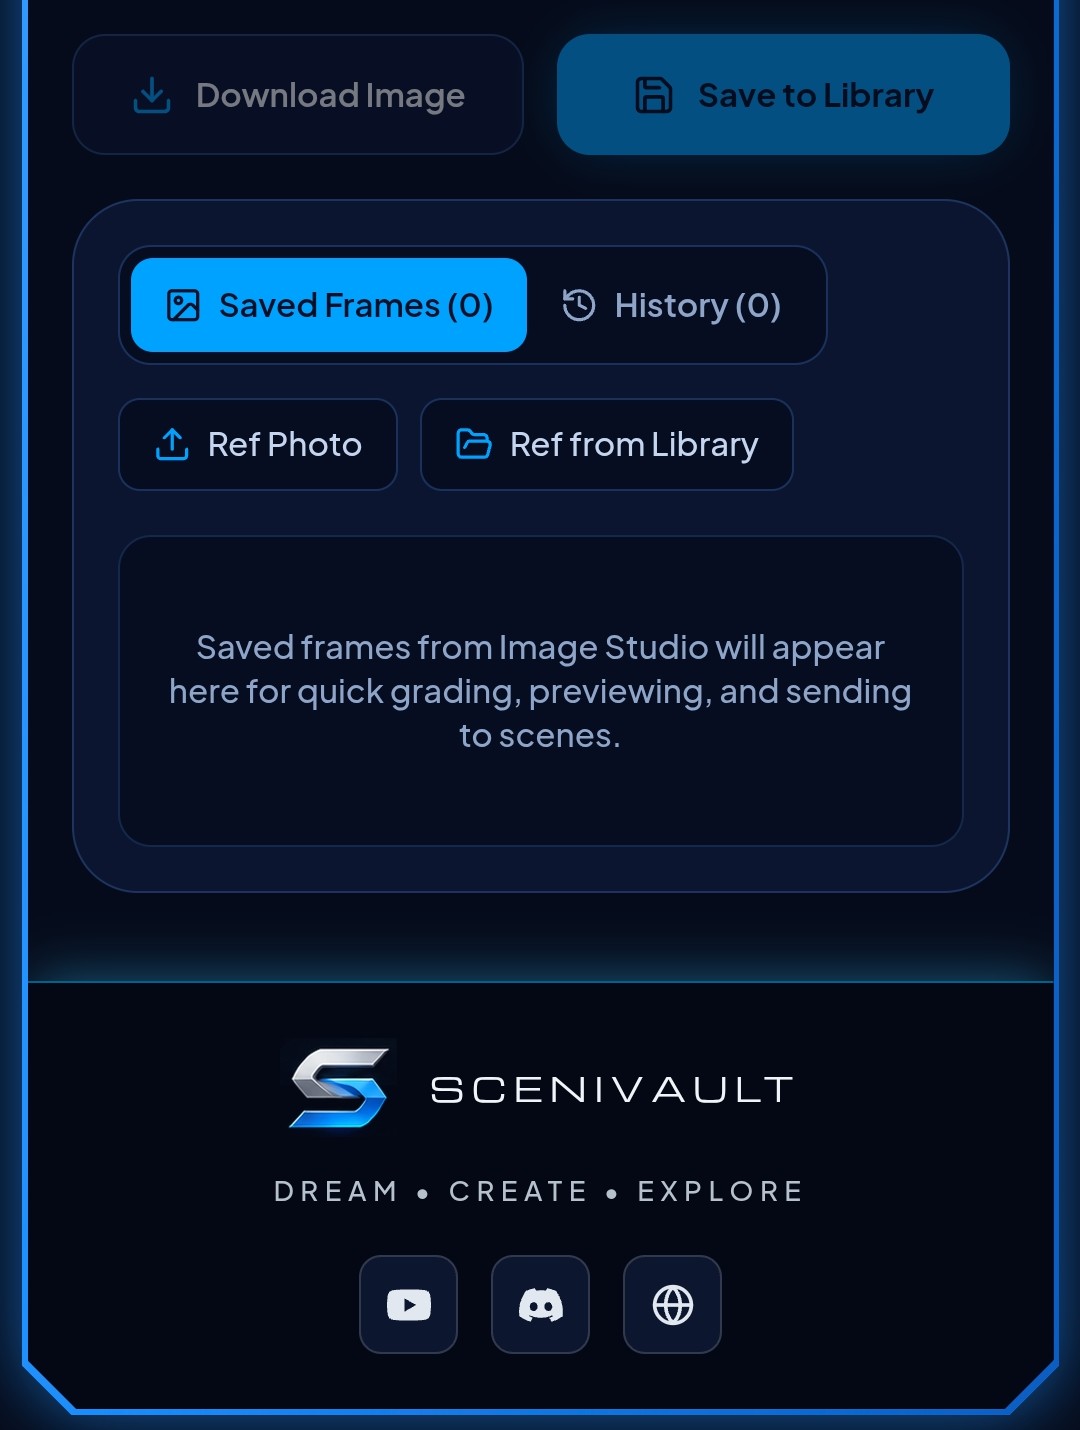 Download Image
Save to Library
Saved Frames (0)
History (0)
Ref Photo
Ref from Library
Saved frames from Image Studio will appear
here for quick grading, previewing, and sending
to scenes.
SCENIVAULT
DREAM • CREATE • EXPLORE